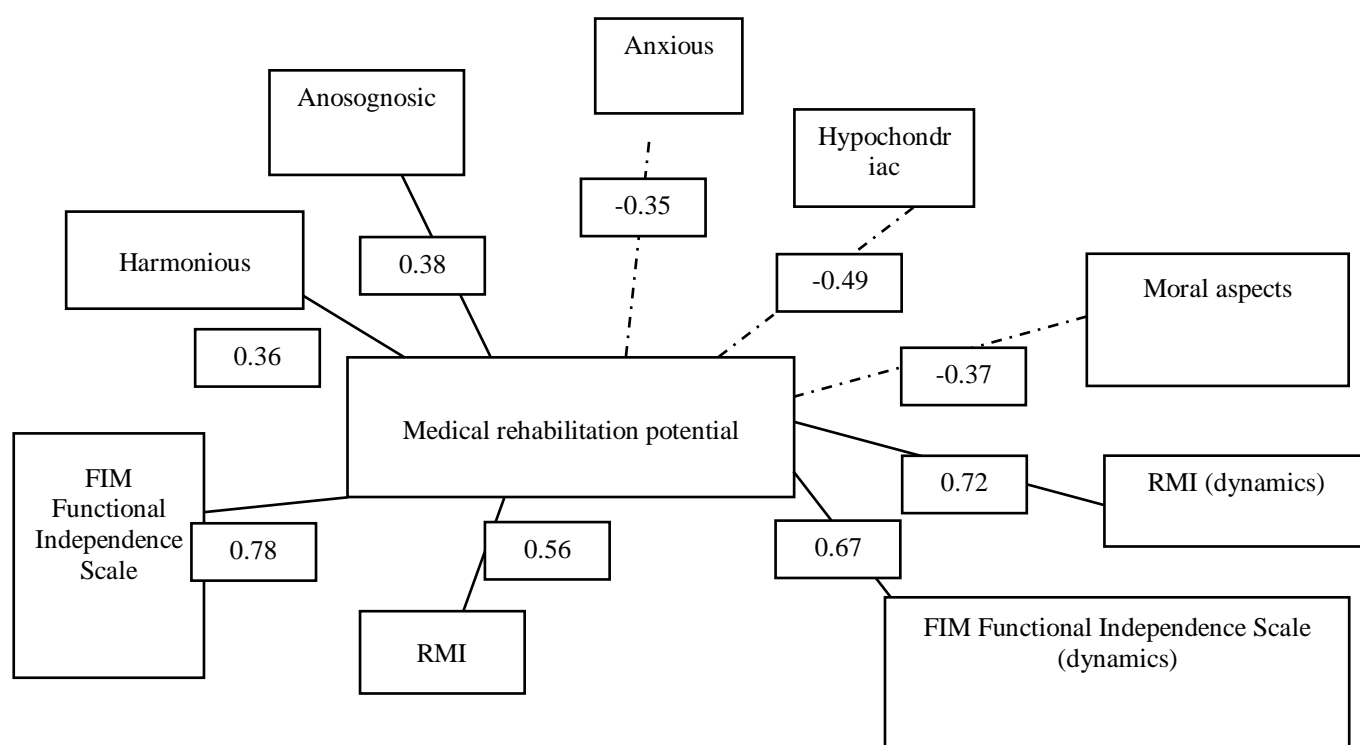 Anxious
Anosognosic
Hypochondr
iac
-0.35
Harmonious
0.38
-0.49
Moral aspects
0.36
-0.37
Medical rehabilitation potential
FIM
Functional
Independence
Scale
0.78
0.56
0.67
0.72
RMI (dynamics)
RMI
FIM Functional Independence Scale
(dynamics)